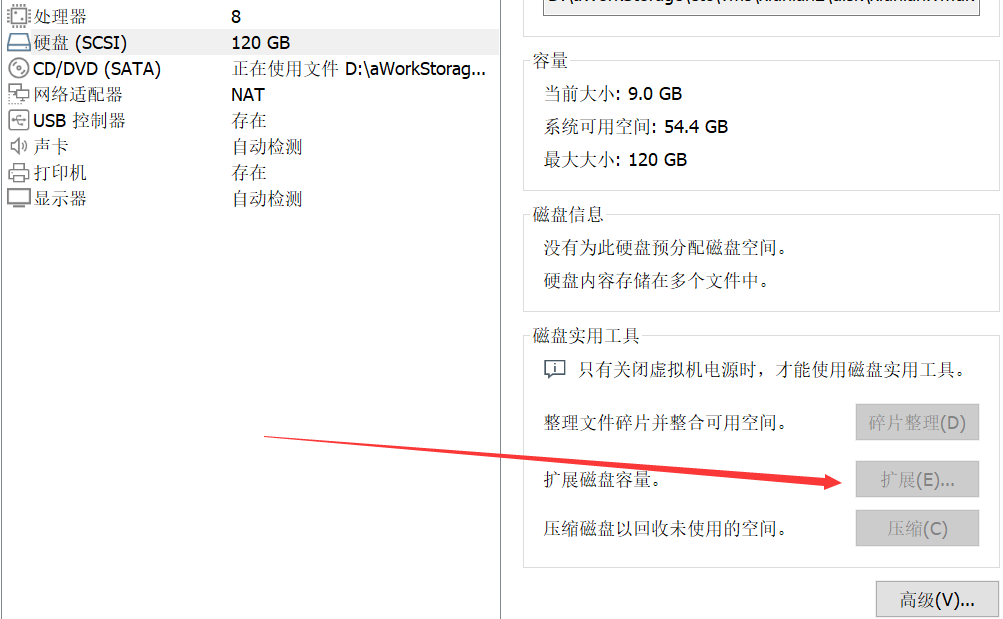 处理器 8
硬盘 (SCSI) 120 GB
CD/DVD (SATA) 正在使用文件 D:\aWorkStorag...
网络适配器 NAT
USB 控制器 存在
声卡 自动检测
打印机 存在
显示器 自动检测
容量
当前大小: 9.0 GB
系统可用空间: 54.4 GB
最大大小: 120 GB
磁盘信息
没有为此硬盘预分配磁盘空间。
硬盘内容存储在多个文件中。
磁盘实用工具
只有关闭虚拟机电源时，才能使用磁盘实用工具。
整理文件碎片并整合可用空间。 碎片整理(D)
扩展磁盘容量。 扩展(E)...
压缩磁盘以回收未使用的空间。 压缩(C)
高级(V)...